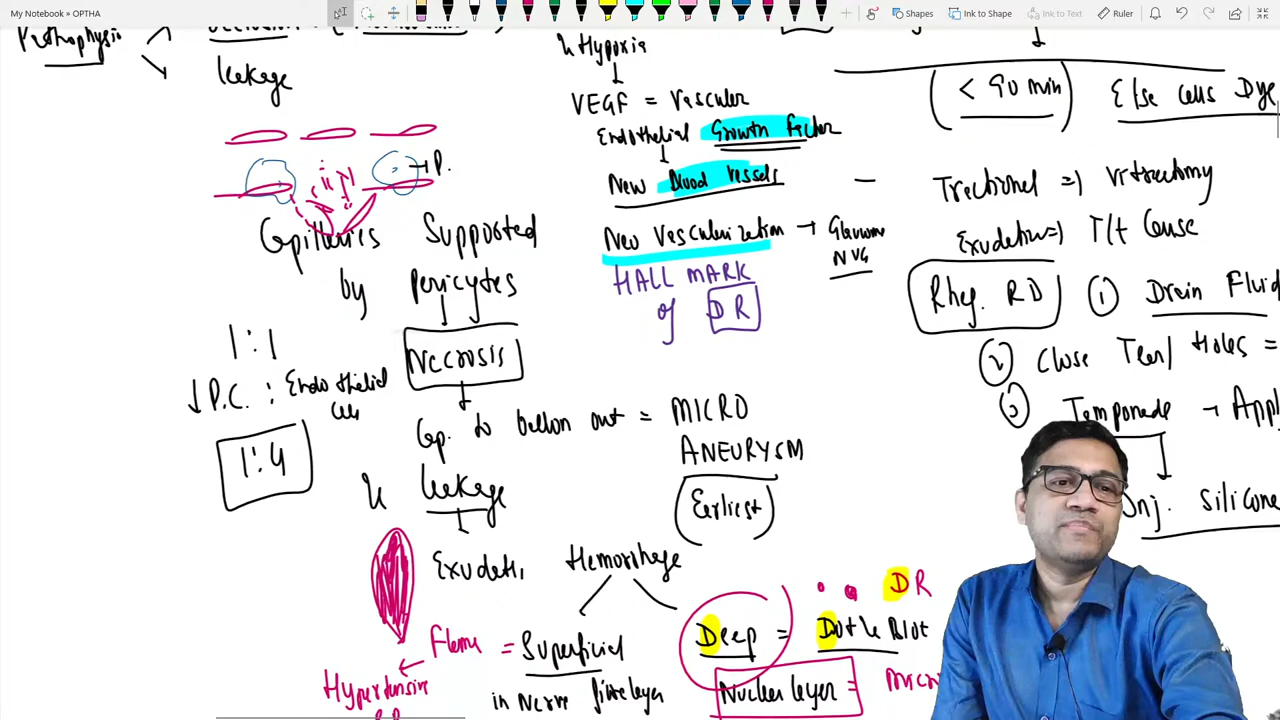 My Notebook » OPTHA
Shapes
Ink to Shape
Ink to Text
Ruler
Pathophysio
leakage
P.
Capillaries Supported
by Pericytes
Necrosis
1:1
↓ P.C. : Endothelial
Cells
1:4
Cap. to balloon out = MICRO
ANEURYSM
(Earliest)
leakage
Exudate,
Hemorrhage
Flame = Superficial
in Nerve fibre layer
Hypertensive
Deep = Dot & Blot
DR
Nuclear layer =
Hypoxia
VEGF = Vascular
Endothelial Growth Factor
New Blood Vessels
Neo Vascularization → Glaucoma
NVG
HALL MARK
of DR
(< 90 min) Else Cells Dye
— Tractional ⇒ Vitrectomy
Exudative ⇒ T/t Cause
Rheg. RD
① Drain Fluid
② Close Tear/ Holes =
③ Temponade →
Inj. Silicone